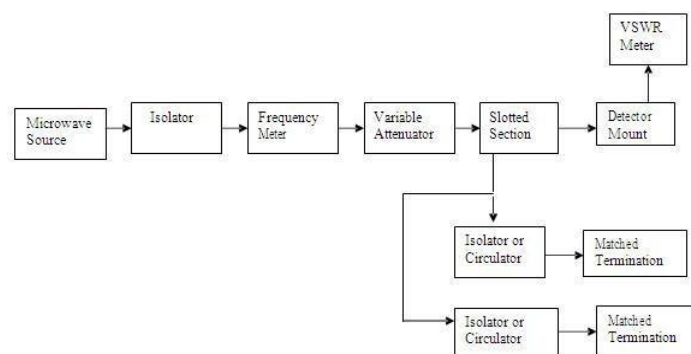 VSWR
Meter
Microwave
Source
Isolator
Frequency
Meter
Variable
Attenuator
Slotted
Section
Detector
Mount
Isolator or
Circulator
Matched
Termination
Isolator or
Circulator
Matched
Termination